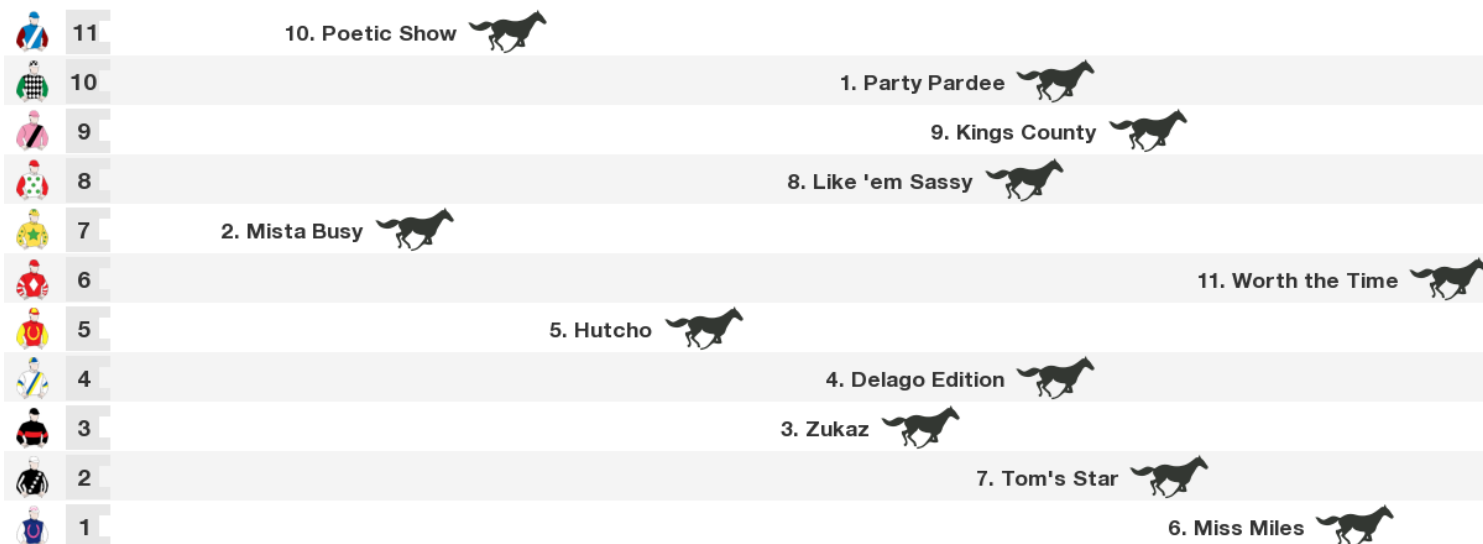 11 10. Poetic Show
10 1. Party Pardee
9 9. Kings County
8 8. Like 'em Sassy
7 2. Mista Busy
6 11. Worth the Time
5 5. Hutcho
4 4. Delago Edition
3 3. Zukaz
2 7. Tom's Star
1 6. Miss Miles